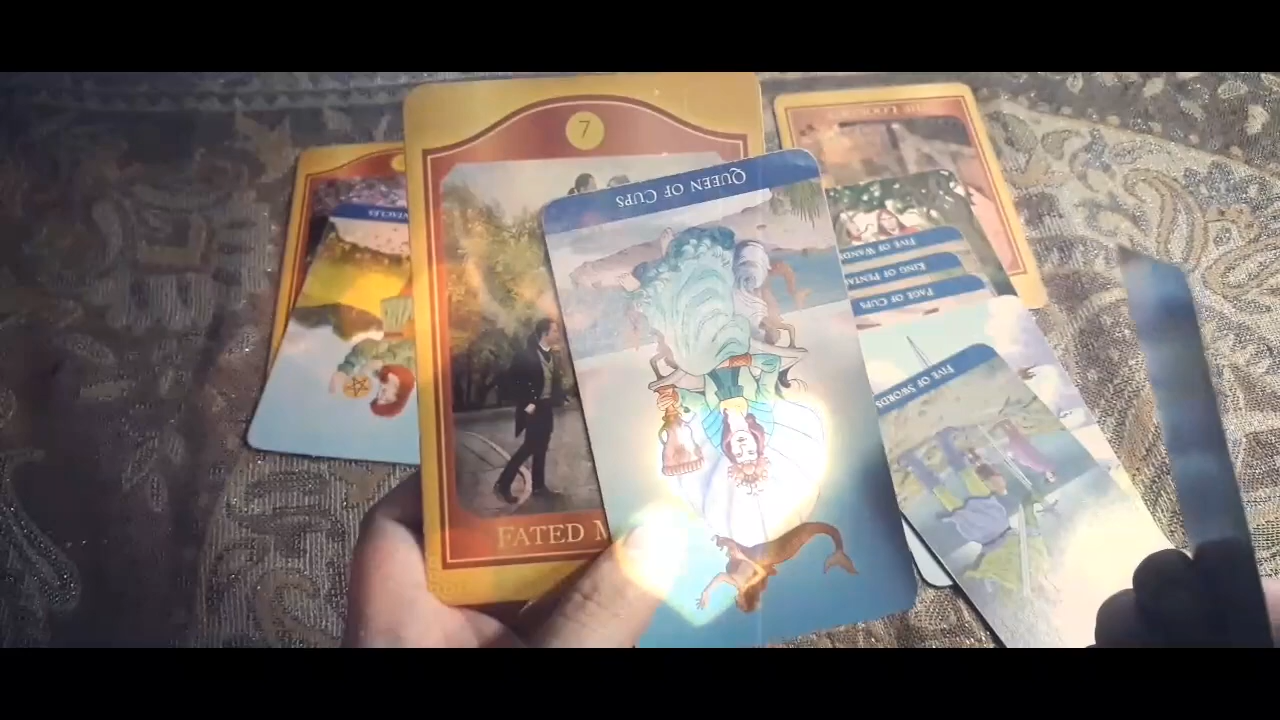 7
QUEEN OF CUPS
FATED
FIVE OF WANDS
KING OF PENTA
PAGE OF CUPS
FIVE OF SWORDS